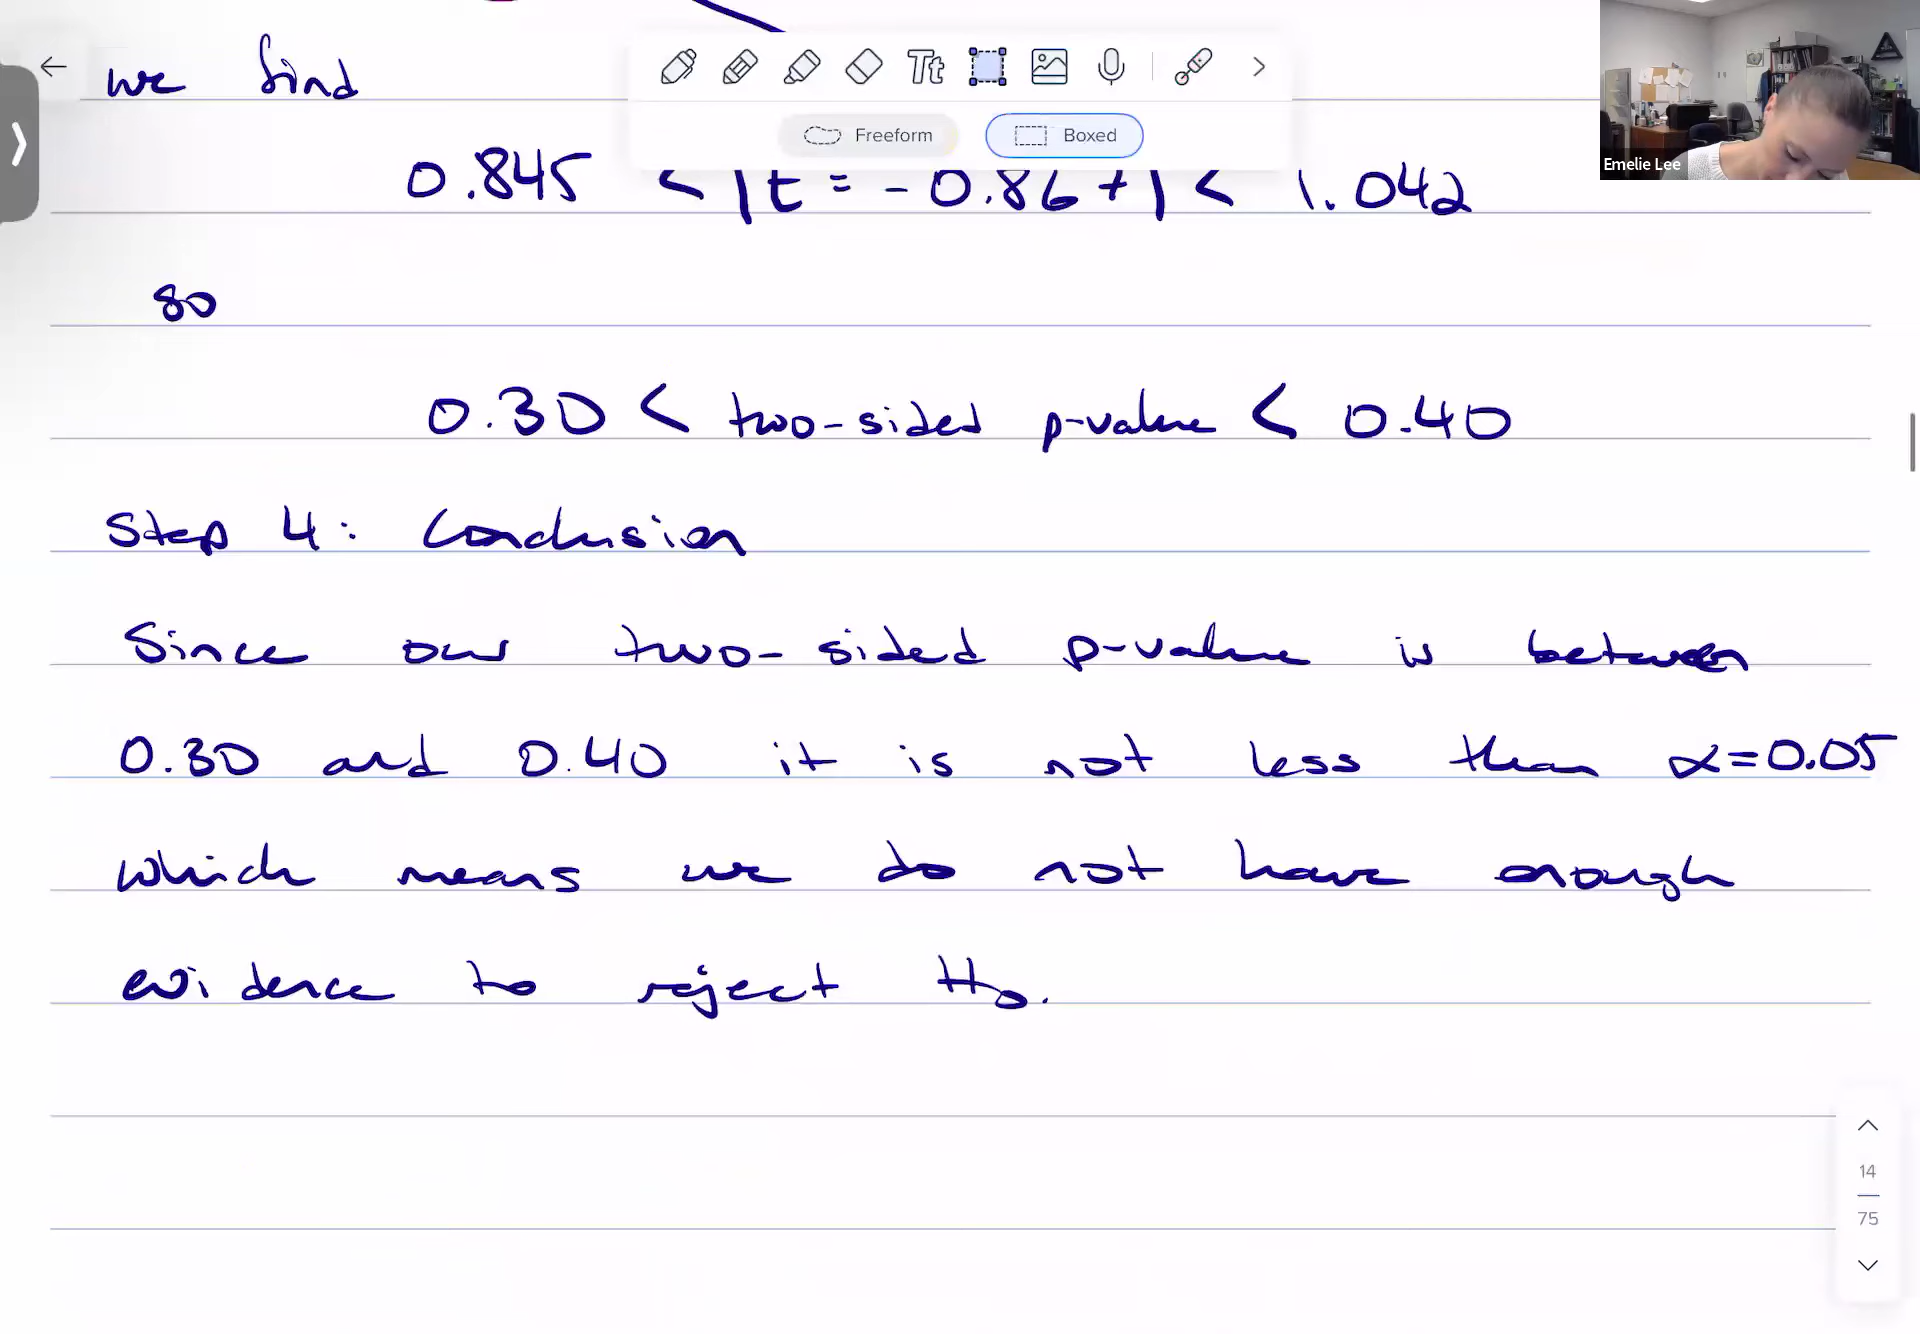 we find
Tt
Freeform
Boxed
Emelie Lee
0.845 < |t = -0.867| < 1.042
so
0.30 < two-sided p-value < 0.40
Step 4: Conclusion
Since our two-sided p-value is between
0.30 and 0.40 it is not less than α=0.05
which means we do not have enough
evidence to reject H₀.
14
75